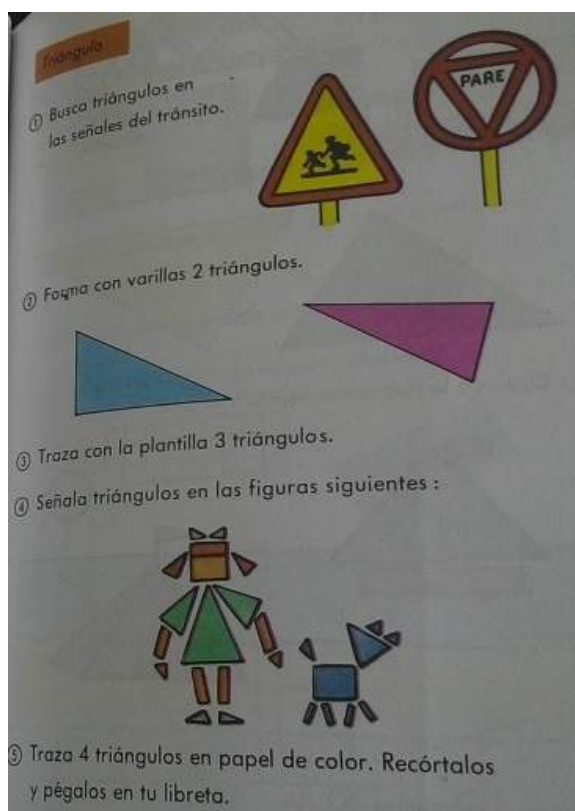 Triángulo
① Busca triángulos en
las señales del tránsito.
PARE
② Forma con varillas 2 triángulos.
③ Traza con la plantilla 3 triángulos.
④ Señala triángulos en las figuras siguientes :
⑤ Traza 4 triángulos en papel de color. Recórtalos
y pégalos en tu libreta.